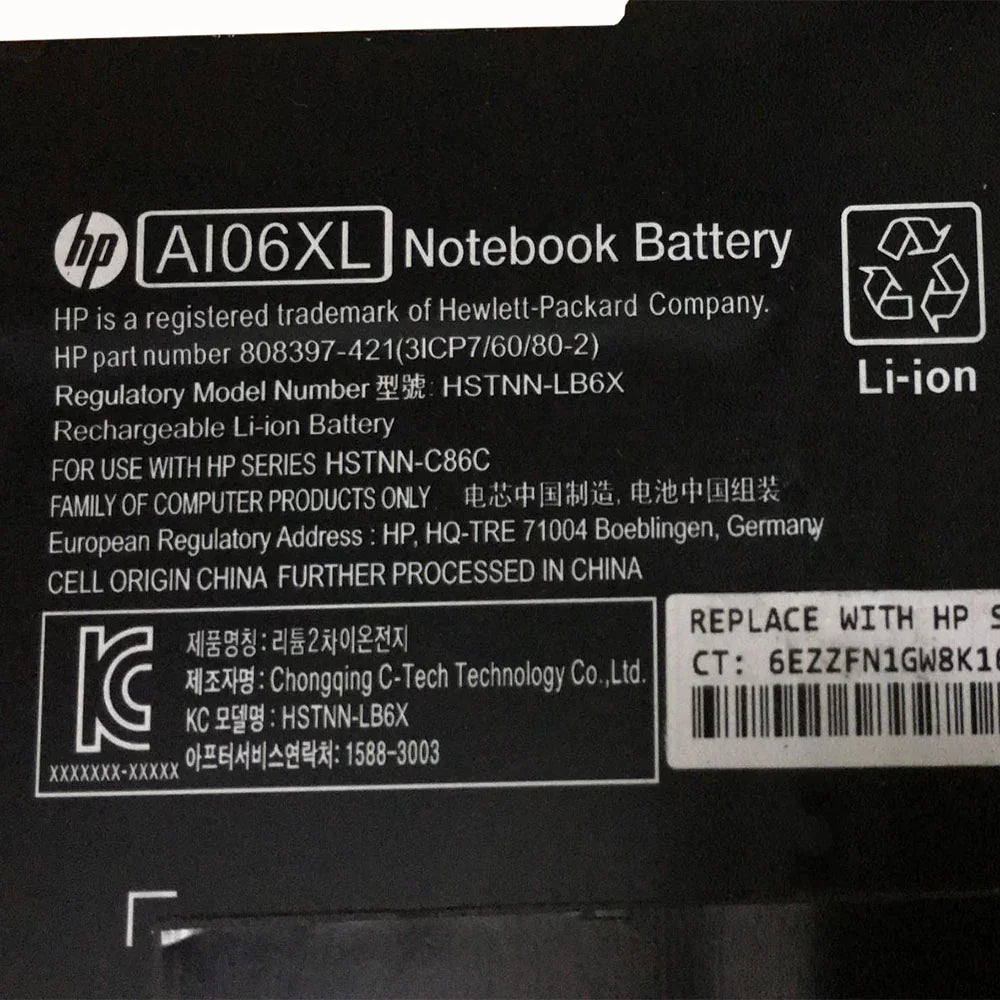 hp AI06XL Notebook Battery
HP is a registered trademark of Hewlett-Packard Company.
HP part number 808397-421(3ICP7/60/80-2)
Regulatory Model Number 型號: HSTNN-LB6X
Rechargeable Li-ion Battery
FOR USE WITH HP SERIES HSTNN-C86C
FAMILY OF COMPUTER PRODUCTS ONLY 电芯中国制造, 电池中国组装
European Regulatory Address : HP, HQ-TRE 71004 Boeblingen, Germany
CELL ORIGIN CHINA FURTHER PROCESSED IN CHINA
Li-ion
제품명칭 : 리튬2차이온전지
제조자명 : Chongqing C-Tech Technology Co.,Ltd.
KC 모델명 : HSTNN-LB6X
아프터서비스연락처: 1588-3003
KC
XXXXXXX-XXXXX
REPLACE WITH HP
CT: 6EZZFN1GW8K1